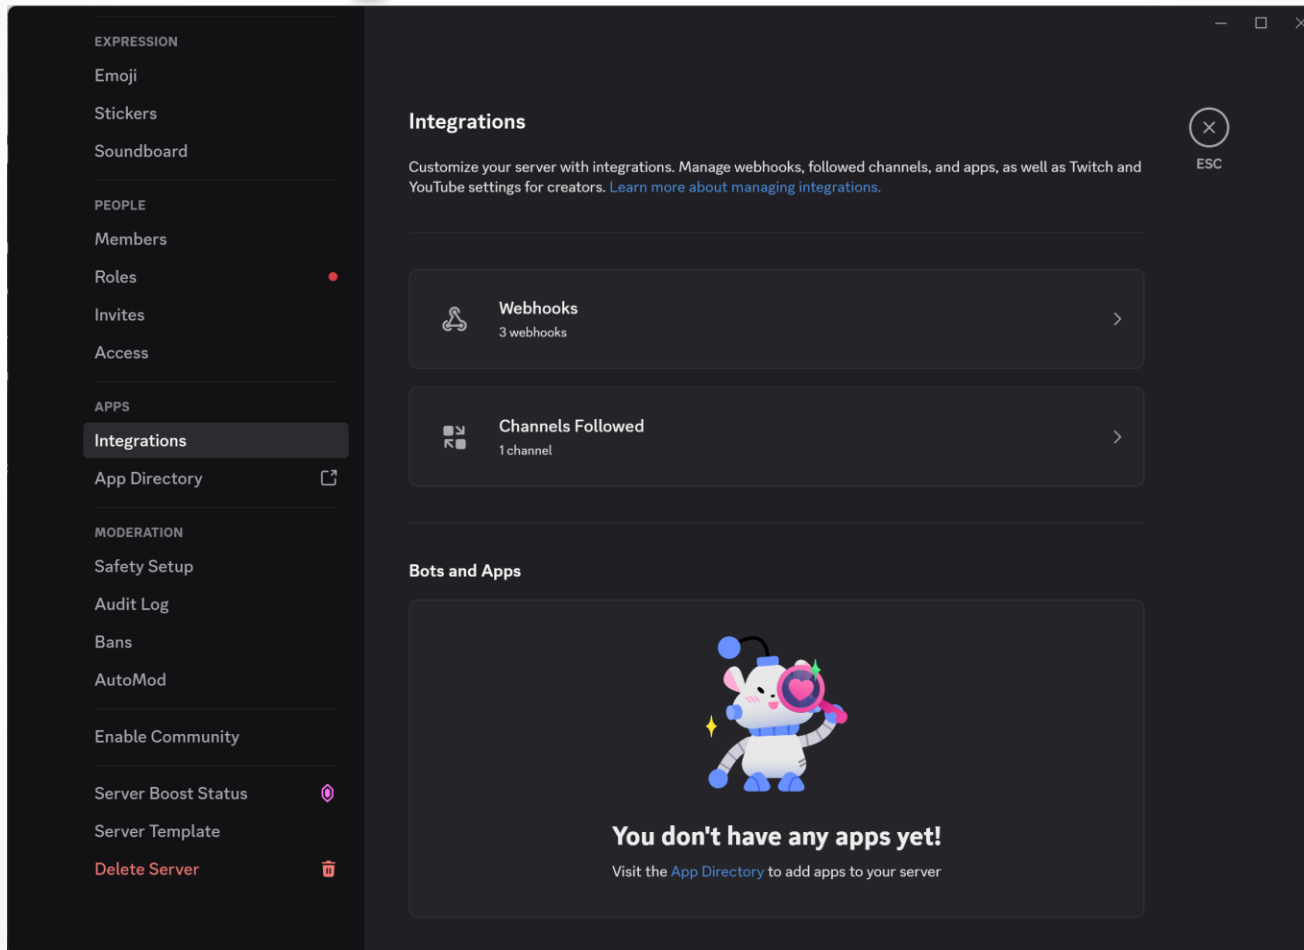 EXPRESSION
Emoji
Stickers
Soundboard
PEOPLE
Members
Roles
Invites
Access
APPS
Integrations
App Directory
MODERATION
Safety Setup
Audit Log
Bans
AutoMod
Enable Community
Server Boost Status
Server Template
Delete Server
Integrations
Customize your server with integrations. Manage webhooks, followed channels, and apps, as well as Twitch and
YouTube settings for creators. Learn more about managing integrations.
ESC
Webhooks
3 webhooks
Channels Followed
1 channel
Bots and Apps
You don't have any apps yet!
Visit the App Directory to add apps to your server